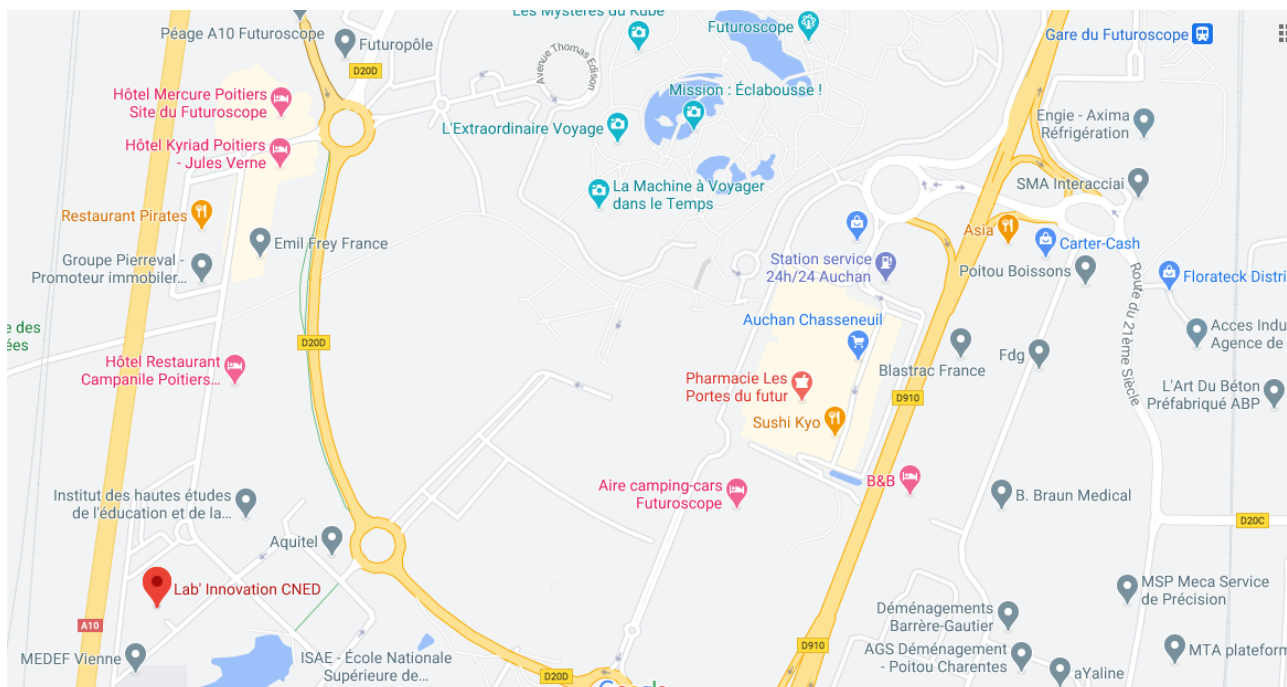 Les Mystères du Kube
Péage A10 Futuroscope
Futuropôle
Futuroscope
Gare du Futuroscope
D20D
Avenue Thomas Edison
Hôtel Mercure Poitiers
Site du Futuroscope
Mission : Éclabousse !
L'Extraordinaire Voyage
Engie - Axima
Réfrigération
Hôtel Kyriad Poitiers
- Jules Verne
La Machine à Voyager
dans le Temps
SMA Interacciai
Restaurant Pirates
Emil Frey France
Asia
Carter-Cash
Groupe Pierreval -
Promoteur immobilier...
Station service
24h/24 Auchan
Poitou Boissons
Route du 21ème Siècle
Florateck Distri
e des
ées
Auchan Chasseneuil
Acces Indu
Agence de
D20D
Hôtel Restaurant
Campanile Poitiers...
Blastrac France
Fdg
Pharmacie Les
Portes du futur
L'Art Du Béton
Préfabriqué ABP
D910
Sushi Kyo
Aire camping-cars
Futuroscope
B&B
B. Braun Medical
Institut des hautes études
de l'éducation et de la...
D20C
Aquitel
Lab' Innovation CNED
MSP Meca Service
de Précision
A10
Déménagements
Barrère-Gautier
D910
MEDEF Vienne
ISAE - École Nationale
Supérieure de...
AGS Déménagement
- Poitou Charentes
MTA plateform
aYaline
D20D
Google